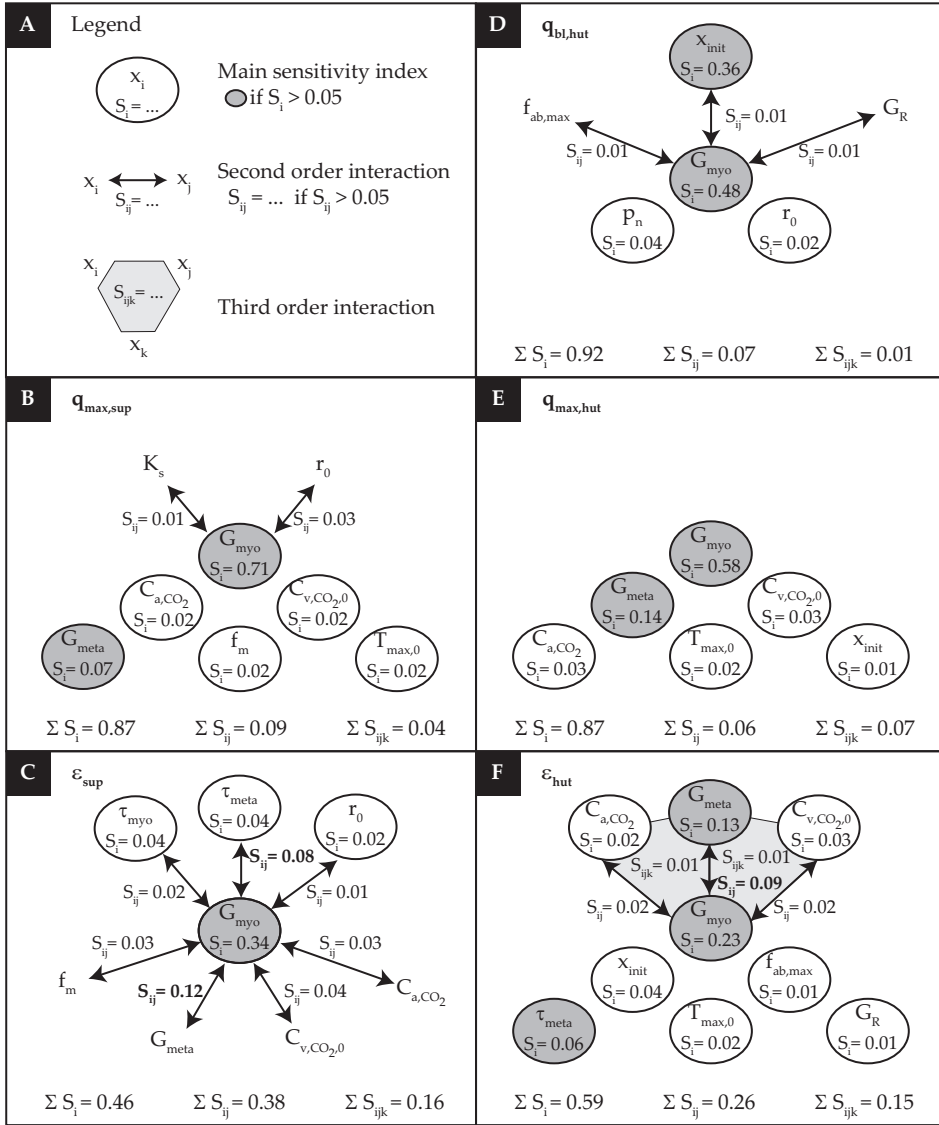 A Legend
x_i
S_i = ...
Main sensitivity index
if S_i > 0.05
x_i x_j
S_ij = ...
Second order interaction
S_ij = ... if S_ij > 0.05
x_i x_j
S_ijk = ...
x_k
Third order interaction
D q_bl,hut
x_init
S_i = 0.36
f_ab,max
S_ij = 0.01
G_R
S_ij = 0.01
S_ij = 0.01
G_myo
S_i = 0.48
p_n
S_i = 0.04
r_0
S_i = 0.02
Σ S_i = 0.92 Σ S_ij = 0.07 Σ S_ijk = 0.01
B q_max,sup
K_s r_0
S_ij = 0.01 S_ij = 0.03
G_myo
S_i = 0.71
C_a,CO2
S_i = 0.02
C_v,CO2,0
S_i = 0.02
G_meta
S_i = 0.07
f_m
S_i = 0.02
T_max,0
S_i = 0.02
Σ S_i = 0.87 Σ S_ij = 0.09 Σ S_ijk = 0.04
E q_max,hut
G_myo
S_i = 0.58
G_meta
S_i = 0.14
C_v,CO2,0
S_i = 0.03
C_a,CO2
S_i = 0.03
T_max,0
S_i = 0.02
x_init
S_i = 0.01
Σ S_i = 0.87 Σ S_ij = 0.06 Σ S_ijk = 0.07
C ε_sup
τ_myo
S_i = 0.04
τ_meta
S_i = 0.04
r_0
S_i = 0.02
S_ij = 0.08
S_ij = 0.02 S_ij = 0.01
G_myo
S_i = 0.34
S_ij = 0.03 S_ij = 0.03
f_m
C_a,CO2
S_ij = 0.12 S_ij = 0.04
G_meta C_v,CO2,0
Σ S_i = 0.46 Σ S_ij = 0.38 Σ S_ijk = 0.16
F ε_hut
C_a,CO2
S_i = 0.02
G_meta
S_i = 0.13
C_v,CO2,0
S_i = 0.03
S_ijk = 0.01 S_ijk = 0.01
S_ij = 0.09
S_ij = 0.02 S_ij = 0.02
G_myo
S_i = 0.23
x_init
S_i = 0.04
f_ab,max
S_i = 0.01
τ_meta
S_i = 0.06
T_max,0
S_i = 0.02
G_R
S_i = 0.01
Σ S_i = 0.59 Σ S_ij = 0.26 Σ S_ijk = 0.15